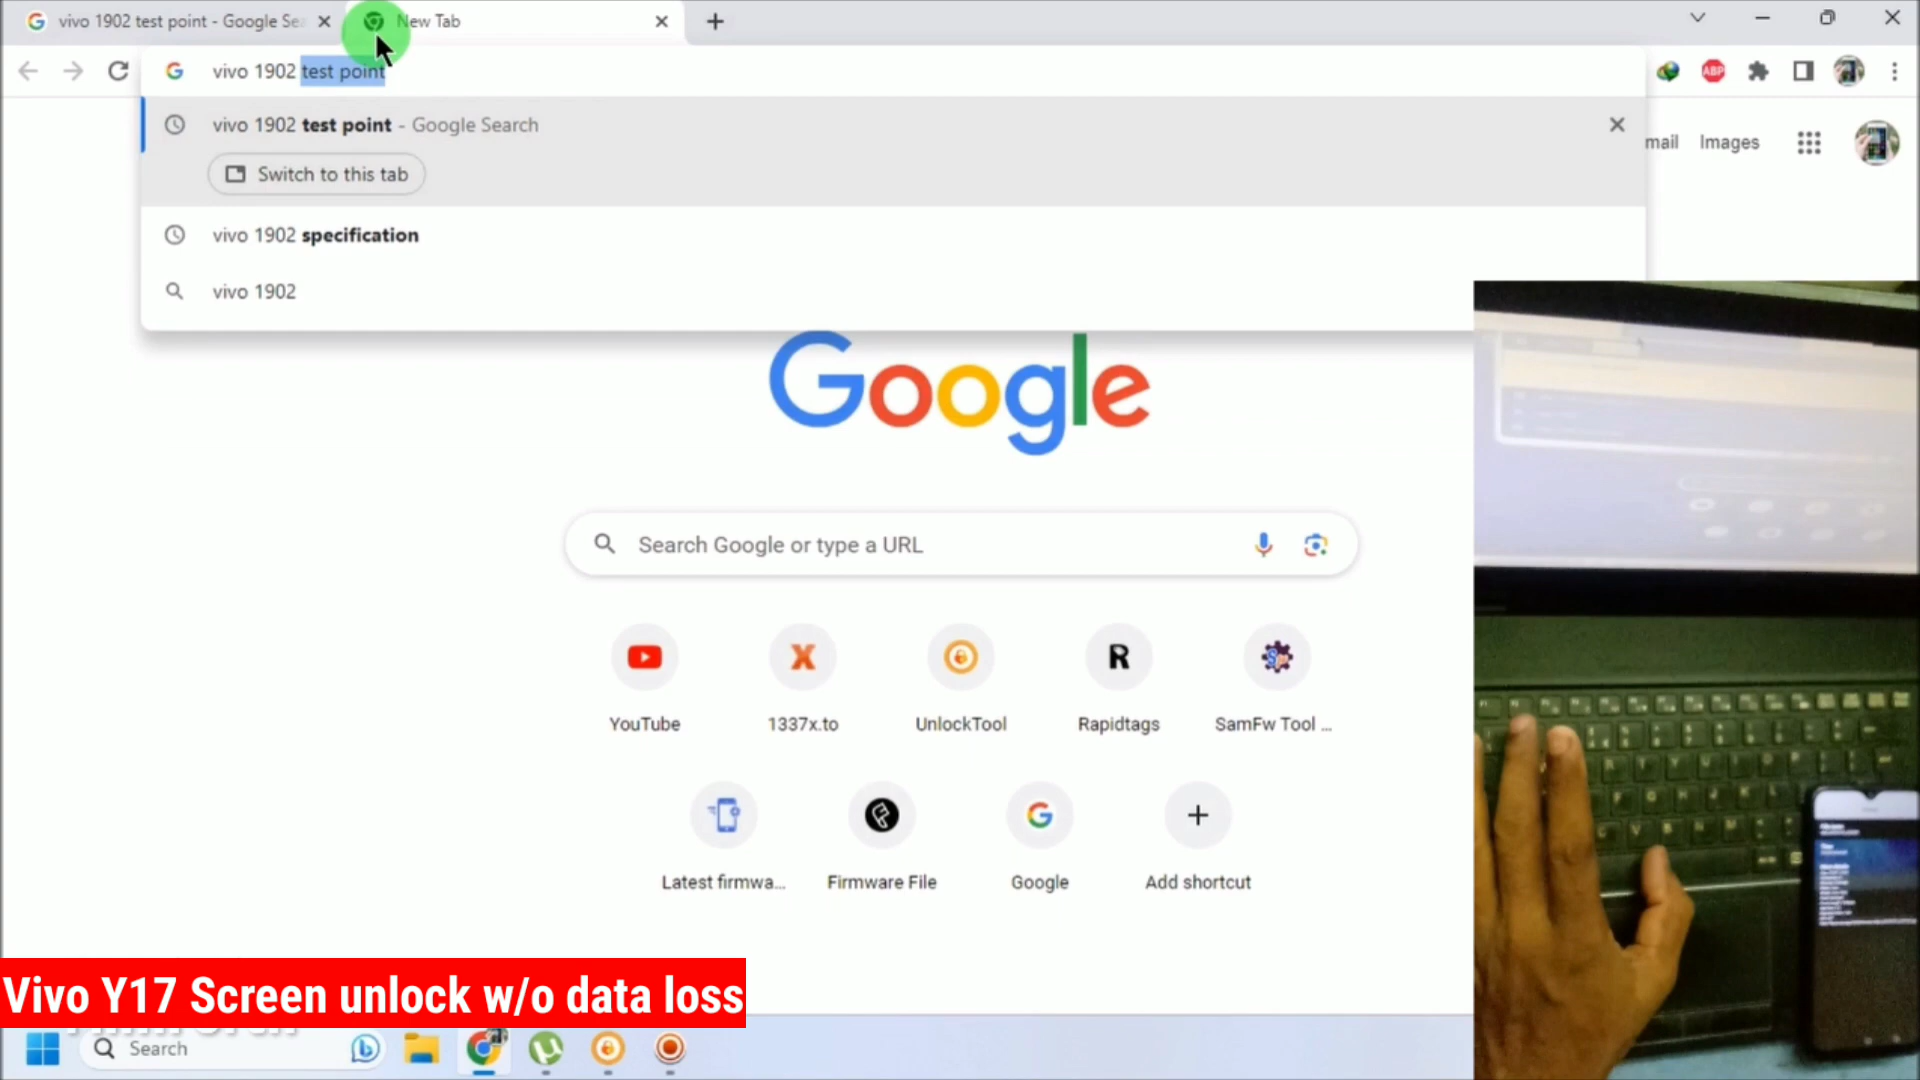 vivo 1902 test point - Google Sea
New Tab
vivo 1902 test point
vivo 1902 test point - Google Search
Switch to this tab
vivo 1902 specification
vivo 1902
mail
Images
Google
Search Google or type a URL
YouTube
1337x.to
UnlockTool
Rapidtags
SamFw Tool ...
Latest firmwa...
Firmware File
Google
Add shortcut
ABP
Vivo Y17 Screen unlock w/o data loss
Search